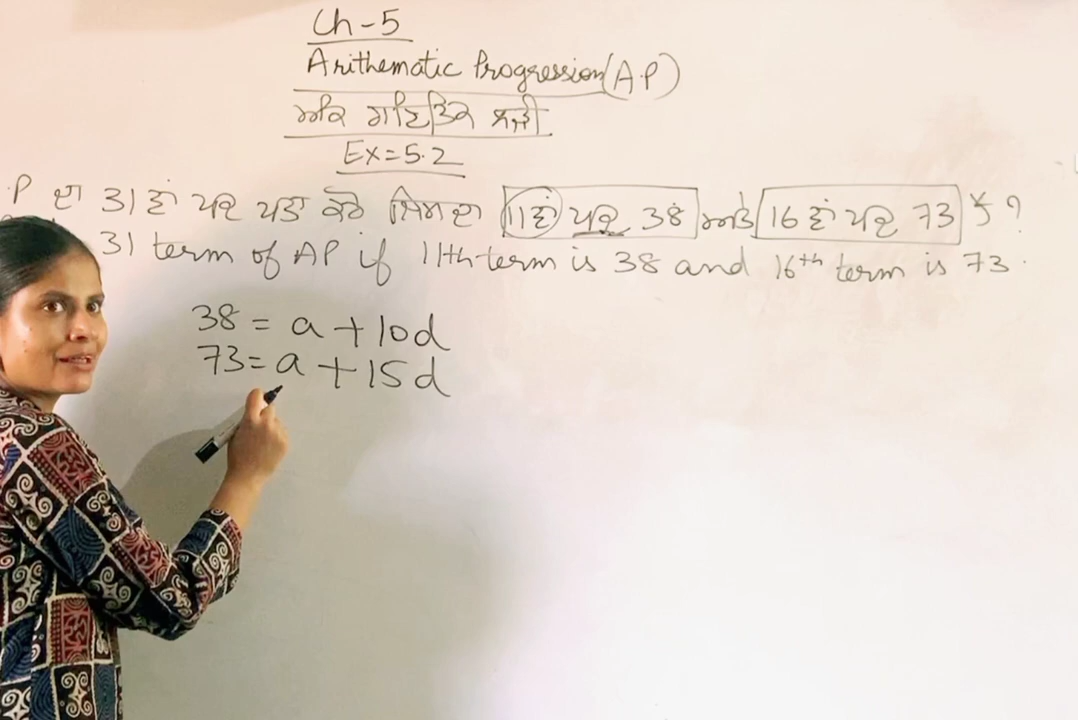 Ch-5
Arithematic Progression(A.P)
ਅੰਕ ਗਣਿਤਿਕ ਲੜੀ
Ex=5.2
.P ਦਾ 31ਵਾਂ ਪਦ ਪਤਾ ਕਰੋ ਜਿਸਦਾ 11ਵਾਂ ਪਦ 38 ਅਤੇ 16ਵਾਂ ਪਦ 73 ਹੈ?
31 term of AP if 11th term is 38 and 16th term is 73.
38 = a + 10d
73 = a + 15d